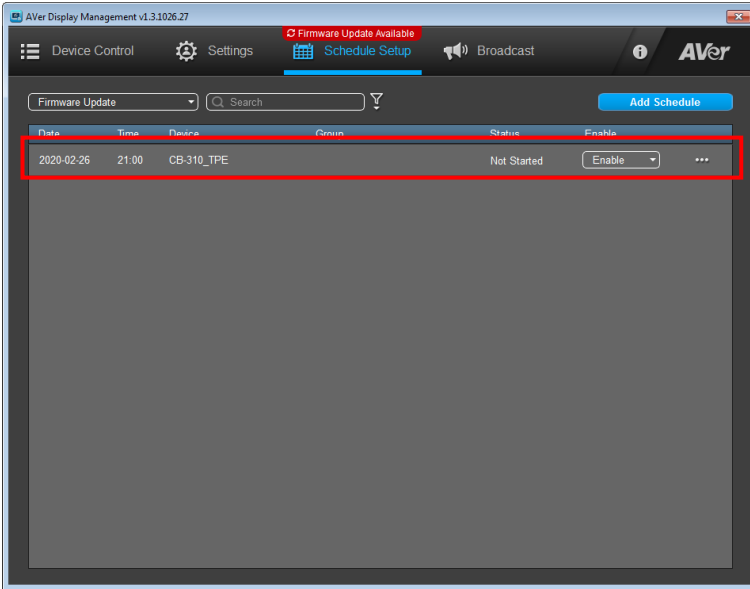 AVer Display Management v1.3.1026.27
Firmware Update Available
Device Control Settings Schedule Setup Broadcast AVer
Firmware Update Search Add Schedule
Date Time Device Group Status Enable
2020-02-26 21:00 CB-310_TPE Not Started Enable